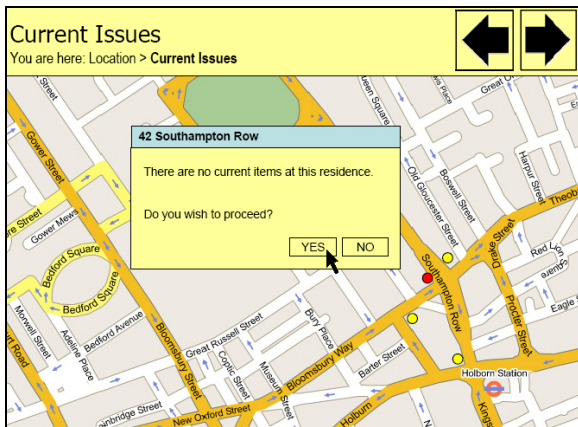 Current Issues
You are here: Location > Current Issues
42 Southampton Row
There are no current items at this residence.
Do you wish to proceed?
YES
NO
Street
Gower Street
Gower Mews
Street
Bedford Square
Bedford Square
Bedford Avenue
Morwell Street
Adeline Place
Bloomsbury Street
Great Russell Street
Coptic Street
Museum Street
Bury Place
Bloomsbury Way
New Oxford Street
Barter Street
Holburn
Queen Square
Great O
Old Gloucester Street
Boswell Street
Harpur Street
Theob
Drake Street
Red Lion Square
Southampton Row
Procter Street
Eagle S
Holborn Station
Kings